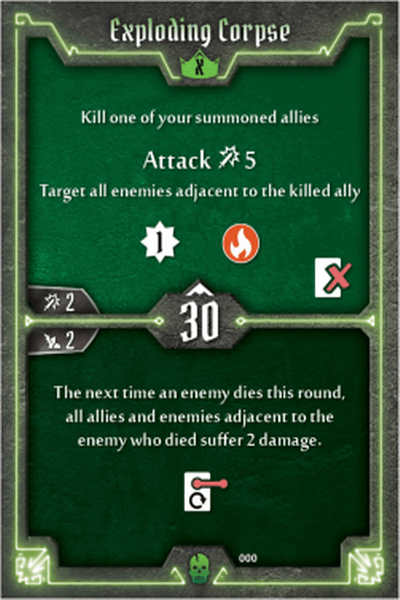 Exploding Corpse
X
Kill one of your summoned allies
Attack 5
Target all enemies adjacent to the killed ally
1
2
30
2
The next time an enemy dies this round,
all allies and enemies adjacent to the
enemy who died suffer 2 damage.
000